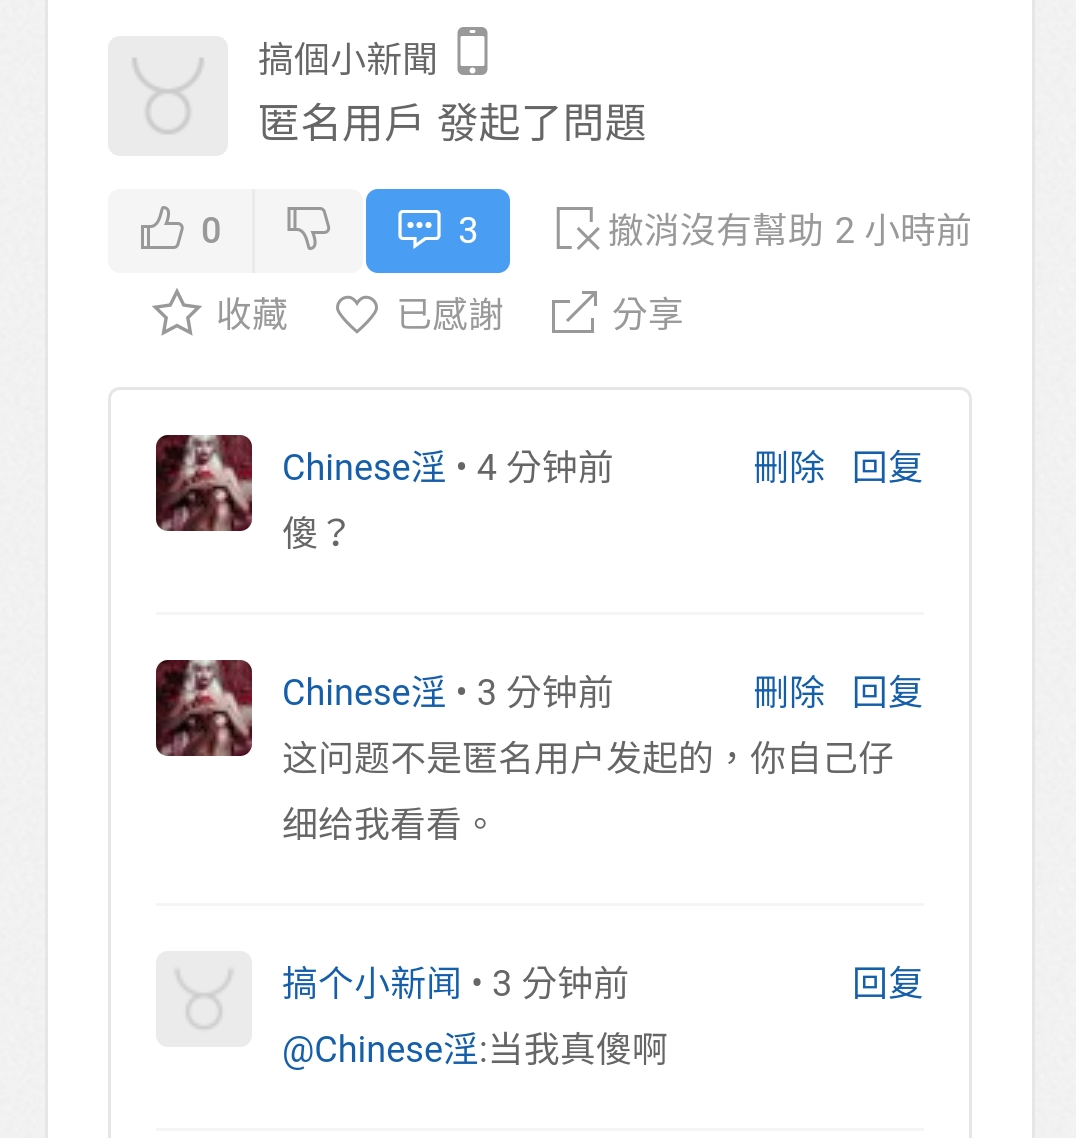 搞個小新聞
匿名用戶 發起了問題
0
3
撤消沒有幫助 2 小時前
收藏
已感謝
分享
Chinese淫 • 4 分钟前
刪除 回复
傻？
Chinese淫 • 3 分钟前
刪除 回复
这问题不是匿名用户发起的，你自己仔
细给我看看。
搞个小新闻 • 3 分钟前
回复
@Chinese淫:当我真傻啊